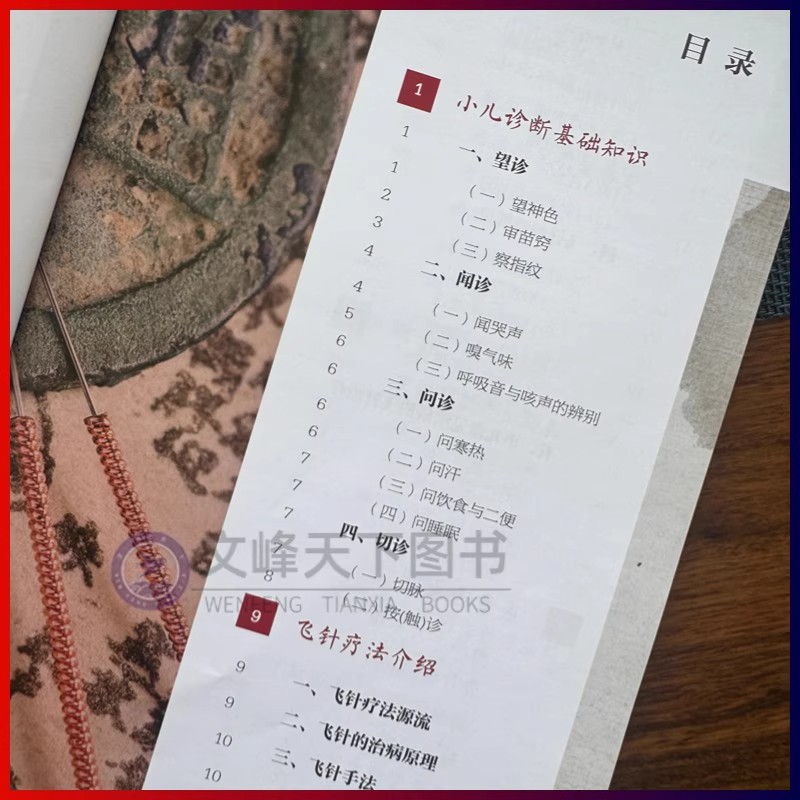 目录
1 小儿诊断基础知识
1 一、望诊
1 （一）望神色
2 （二）审苗窍
3 （三）察指纹
4 二、闻诊
4 （一）闻哭声
5 （二）嗅气味
6 （三）呼吸音与咳声的辨别
6 三、问诊
6 （一）问寒热
6 （二）问汗
7 （三）问饮食与二便
7 （四）问睡眠
7 四、切诊
7 （一）切脉
8 （二）按(触)诊
9 飞针疗法介绍
9 一、飞针疗法源流
9 二、飞针的治病原理
10 三、飞针手法
10
文峰天下图书
WENFENG TIANXIA BOOKS